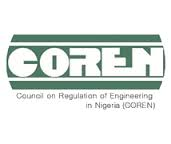 COREN
Council on Regulation of Engineering
in Nigeria (COREN)